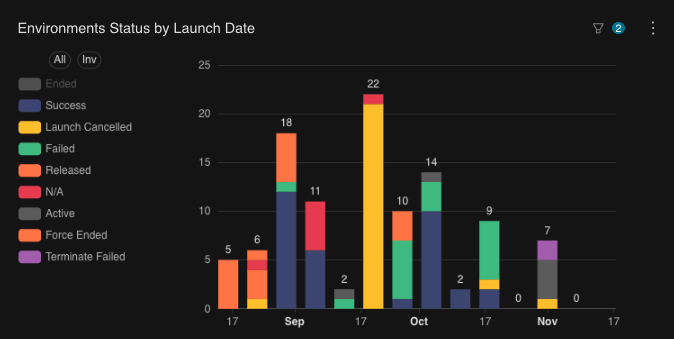 Environments Status by Launch Date
2
All Inv
Ended
Success
Launch Cancelled
Failed
Released
N/A
Active
Force Ended
Terminate Failed
25
20
15
10
5
0
5 6 18 11 2 22 10 14 2 9 0 7 0
17 Sep 17 Oct 17 Nov 17